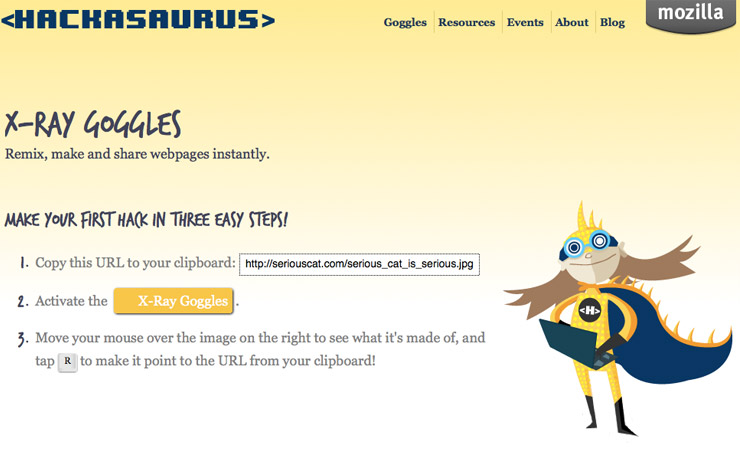 <HACKASAURUS>
Goggles Resources Events About Blog
mozilla
X-RAY GOGGLES
Remix, make and share webpages instantly.
MAKE YOUR FIRST HACK IN THREE EASY STEPS!
1. Copy this URL to your clipboard: http://seriouscat.com/serious_cat_is_serious.jpg
2. Activate the X-Ray Goggles .
3. Move your mouse over the image on the right to see what it's made of, and
tap R to make it point to the URL from your clipboard!
<H>